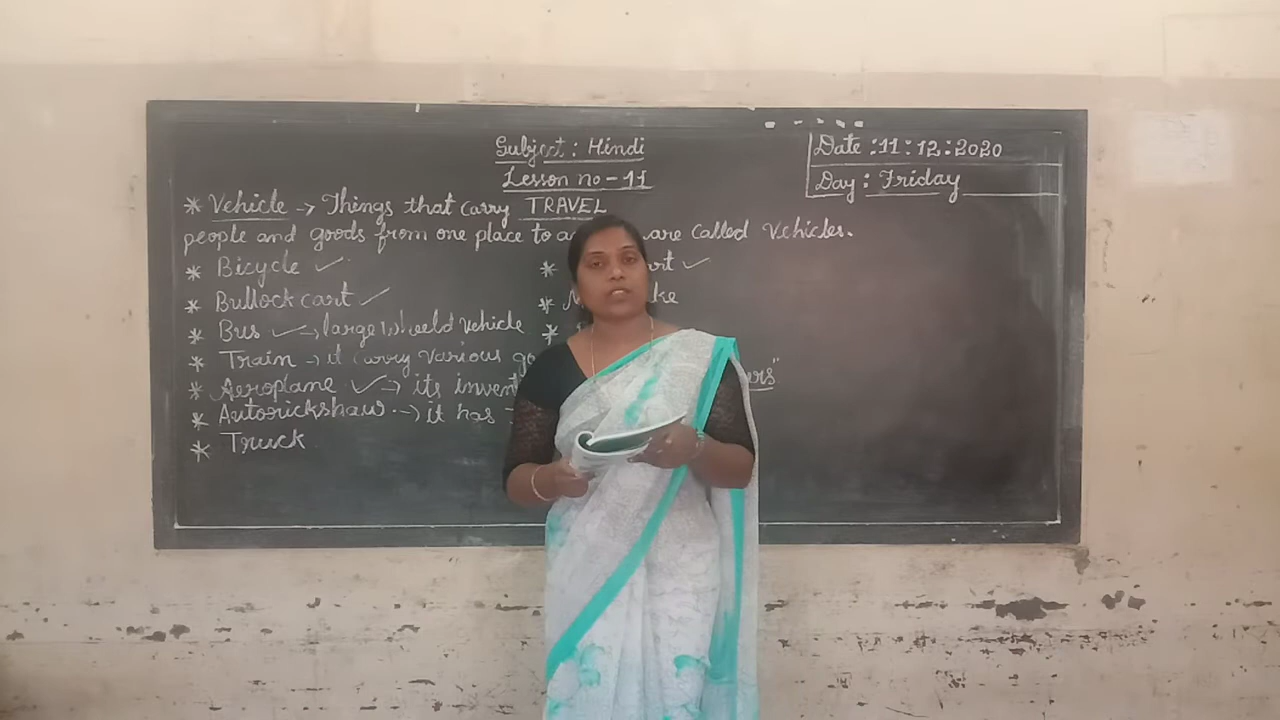 Subject : Hindi
Date : 11:12:2020
Lesson no - 11
Day : Friday
* Vehicle -> Things that carry TRAVEL
people and goods from one place to are called Vehicles.
* Bicycle ✓ *
* Bullock cart ✓ *
* Bus ✓ -> large vehicle *
* Train -> it carry various
* Aeroplane ✓ -> its
* Autorickshaw -> it has
* Truck